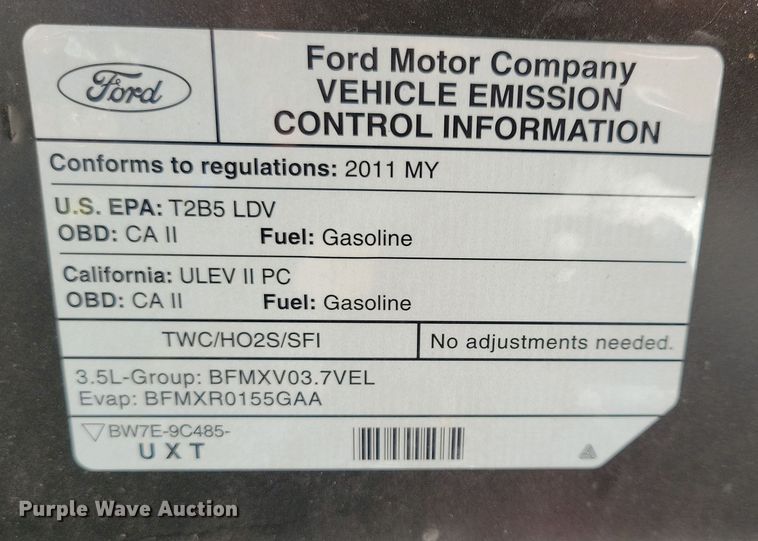 Ford
Ford Motor Company
VEHICLE EMISSION
CONTROL INFORMATION
Conforms to regulations: 2011 MY
U.S. EPA: T2B5 LDV
OBD: CA II Fuel: Gasoline
California: ULEV II PC
OBD: CA II Fuel: Gasoline
TWC/HO2S/SFI
No adjustments needed.
3.5L-Group: BFMXV03.7VEL
Evap: BFMXR0155GAA
BW7E-9C485-
UXT
Purple Wave Auction